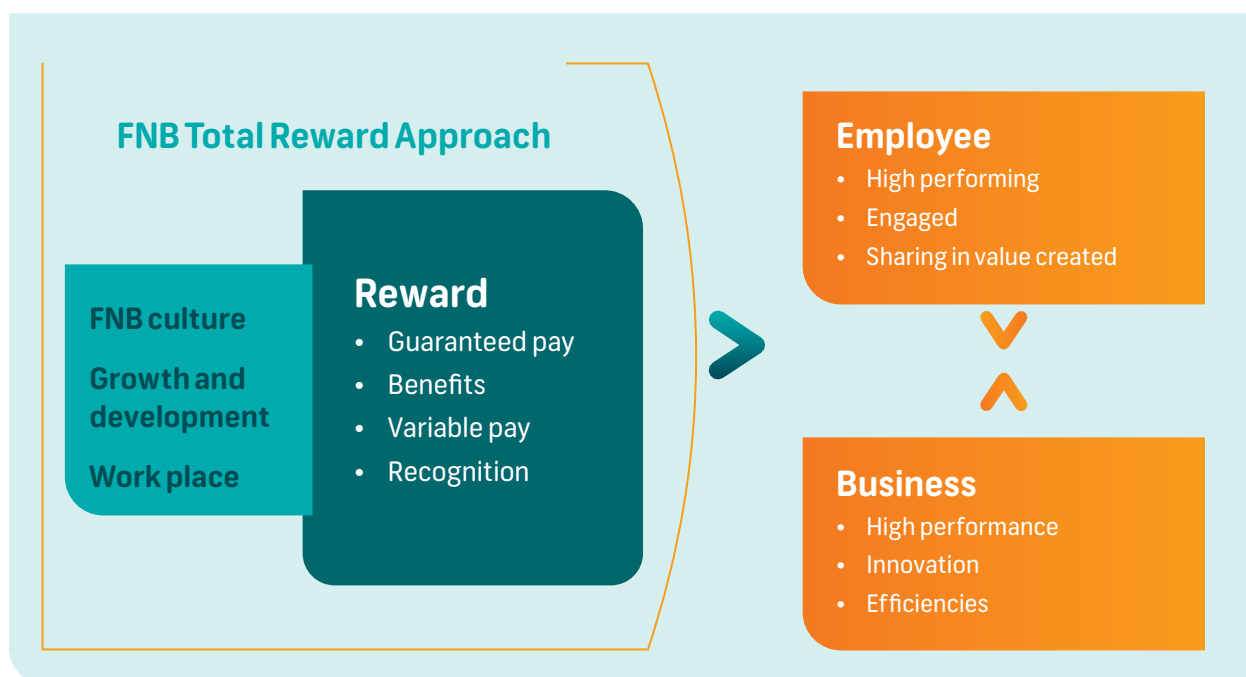 FNB Total Reward Approach
FNB culture
Growth and
development
Work place
Reward
• Guaranteed pay
• Benefits
• Variable pay
• Recognition
Employee
• High performing
• Engaged
• Sharing in value created
Business
• High performance
• Innovation
• Efficiencies